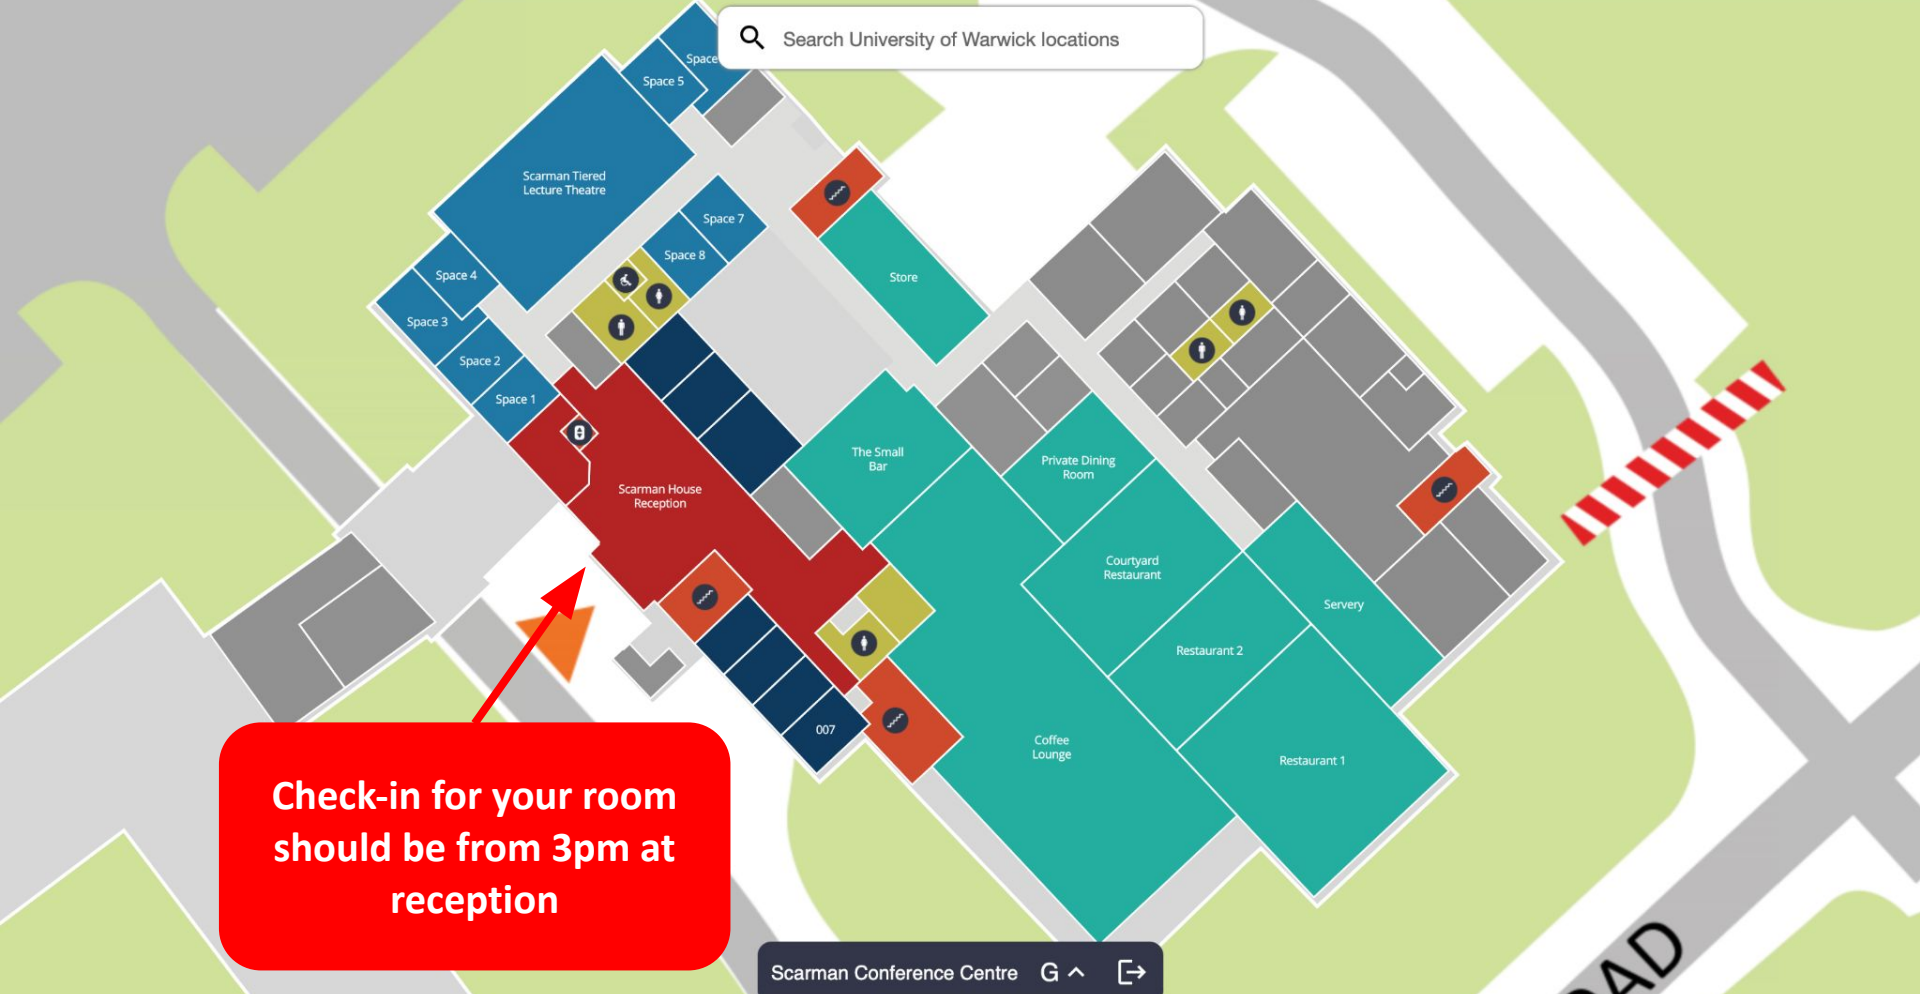 Search University of Warwick locations
Space
Space 5
Scarman Tiered
Lecture Theatre
Space 7
Space 8
Space 4
Space 3
Space 2
Space 1
Store
The Small
Bar
Private Dining
Room
Scarman House
Reception
Courtyard
Restaurant
Servery
Restaurant 2
007
Coffee
Lounge
Restaurant 1
Check-in for your room
should be from 3pm at
reception
Scarman Conference Centre G